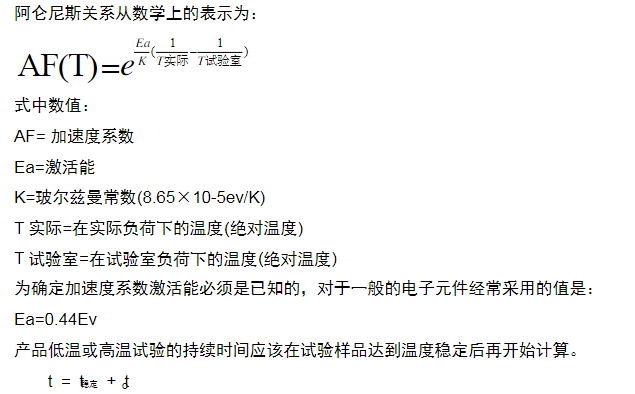 阿仑尼斯关系从数学上的表示为：
AF(T)=e^{\frac{Ea}{K}(\frac{1}{T实际}-\frac{1}{T试验室})}
式中数值：
AF= 加速度系数
Ea=激活能
K=玻尔兹曼常数(8.65×10-5ev/K)
T 实际=在实际负荷下的温度(绝对温度)
T 试验室=在试验室负荷下的温度(绝对温度)
为确定加速度系数激活能必须是已知的，对于一般的电子元件经常采用的值是：
Ea=0.44Ev
产品低温或高温试验的持续时间应该在试验样品达到温度稳定后再开始计算。
t = t稳定 + t